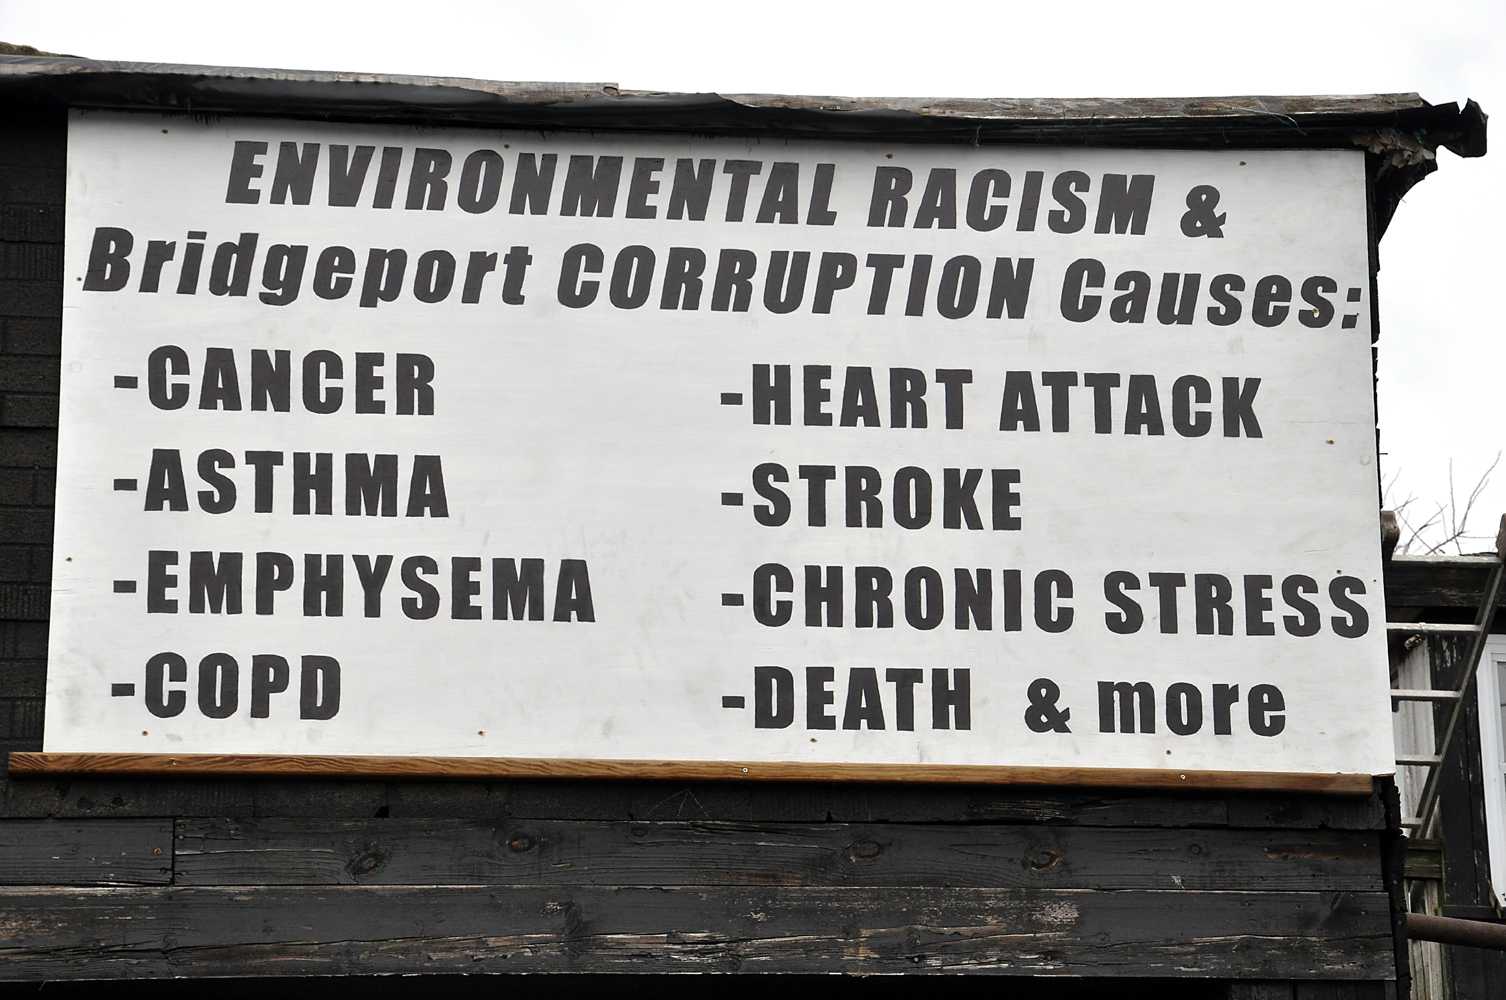 ENVIRONMENTAL RACISM &
Bridgeport CORRUPTION Causes:
-CANCER
-ASTHMA
-EMPHYSEMA
-COPD
-HEART ATTACK
-STROKE
-CHRONIC STRESS
-DEATH & more